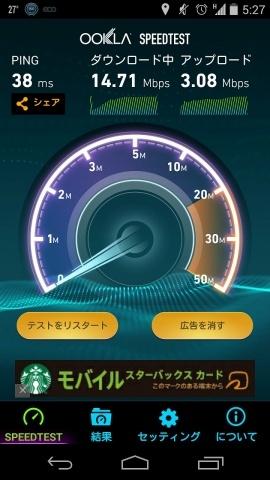 27° 5:27
OOKLA SPEEDTEST
PING ダウンロード中 アップロード
38 ms 14.71 Mbps 3.08 Mbps
シェア
5M
3M 10M
2M 20M
1M 30M
0 50M
テストをリスタート 広告を消す
モバイル スターバックス カード
このマークのある端末から
SPEEDTEST 結果 セッティング について